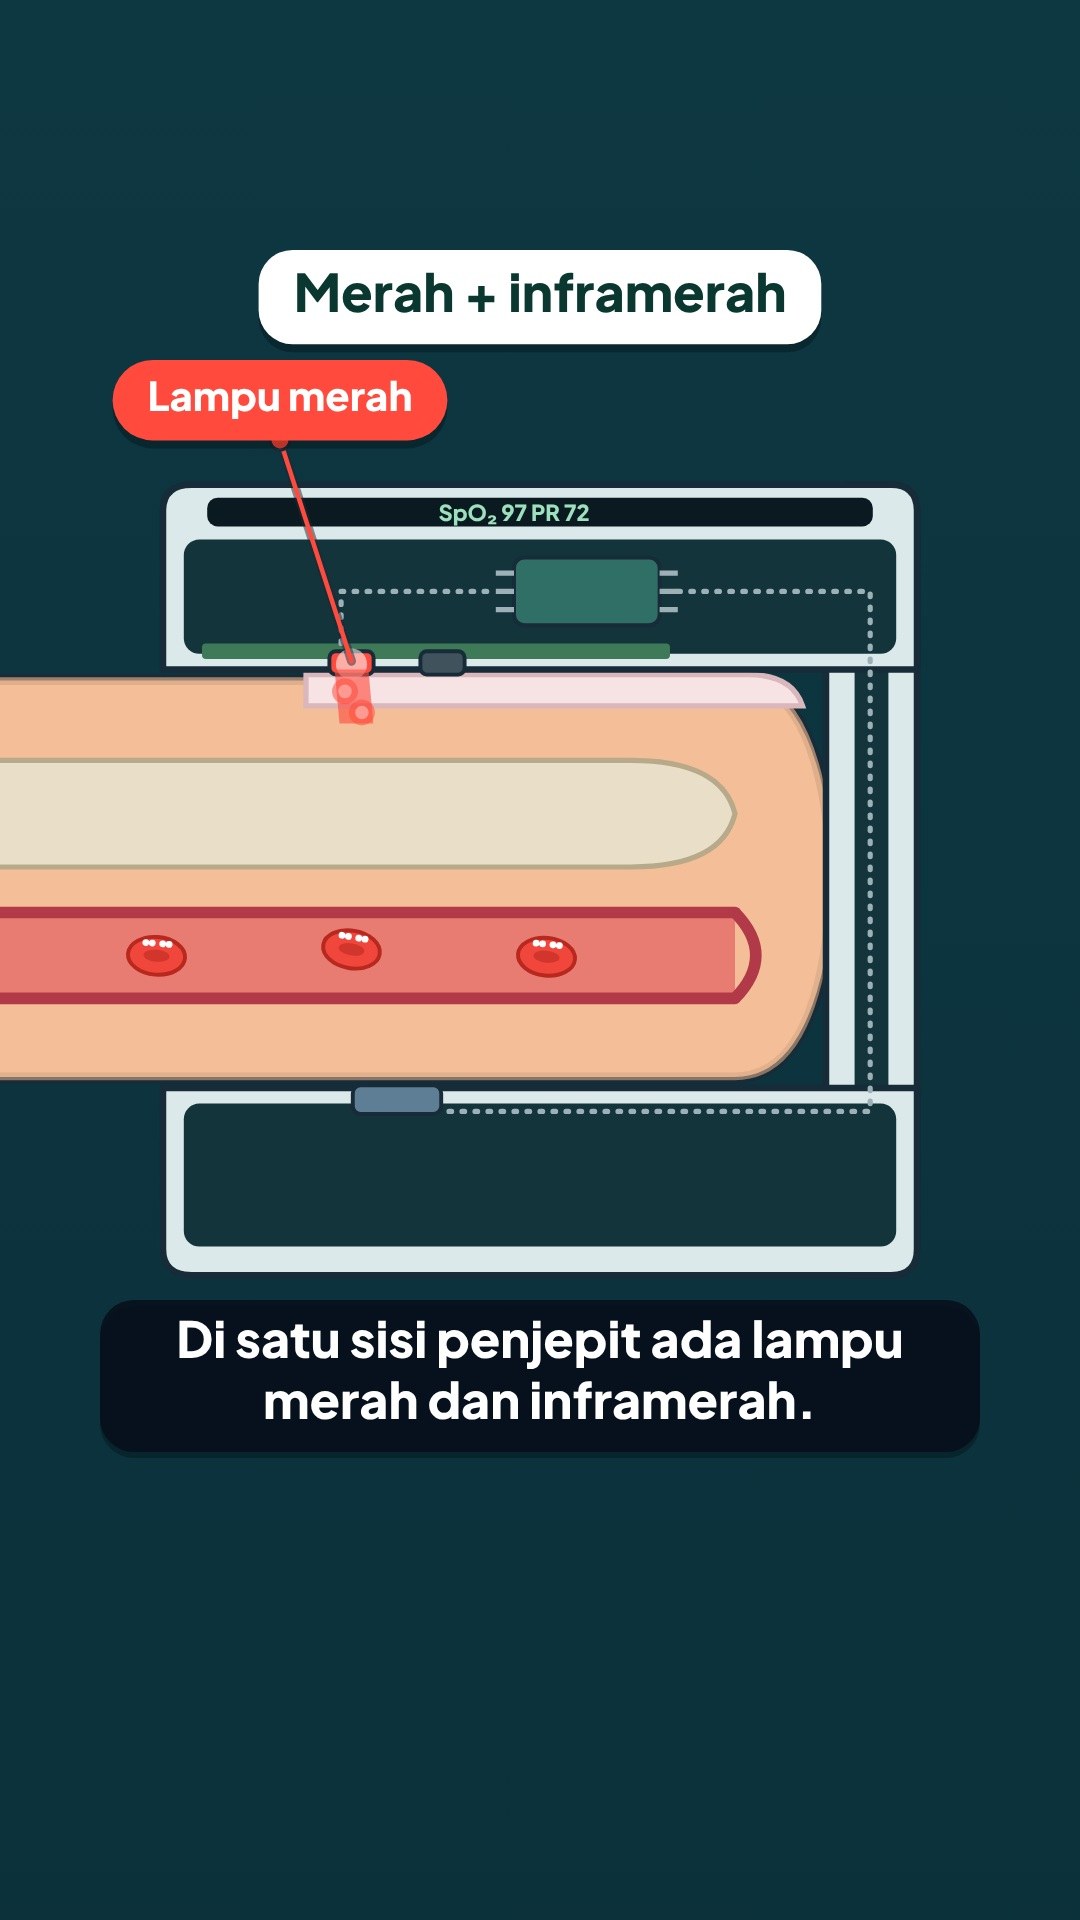 Merah + inframerah
Lampu merah
SpO₂ 97 PR 72
Di satu sisi penjepit ada lampu
merah dan inframerah.